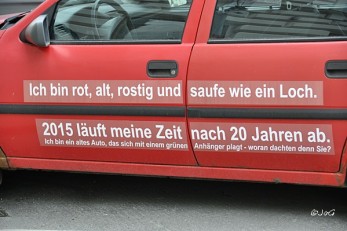 Ich bin rot, alt, rostig und saufe wie ein Loch.
2015 läuft meine Zeit nach 20 Jahren ab.
Ich bin ein altes Auto, das sich mit einem grünen Anhänger plagt - woran dachten denn Sie?
@JoG